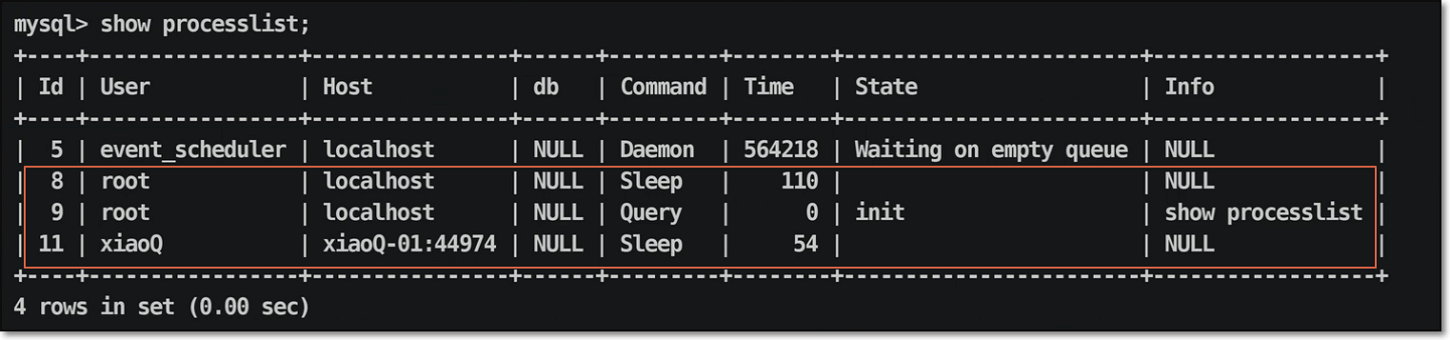 mysql> show processlist;
+----+-----------------+----------------+------+---------+--------+------------------------+------------------+
| Id | User            | Host           | db   | Command | Time   | State                  | Info             |
+----+-----------------+----------------+------+---------+--------+------------------------+------------------+
|  5 | event_scheduler | localhost      | NULL | Daemon  | 564218 | Waiting on empty queue | NULL             |
|  8 | root            | localhost      | NULL | Sleep   |    110 |                        | NULL             |
|  9 | root            | localhost      | NULL | Query   |      0 | init                   | show processlist |
| 11 | xiaoQ           | xiaoQ-01:44974 | NULL | Sleep   |     54 |                        | NULL             |
+----+-----------------+----------------+------+---------+--------+------------------------+------------------+
4 rows in set (0.00 sec)